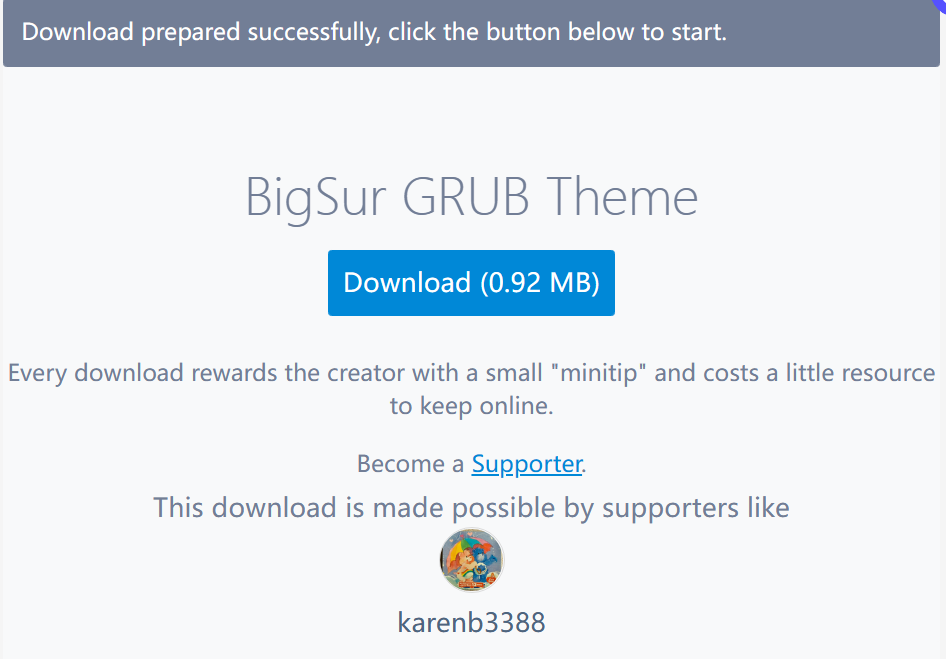 Download prepared successfully, click the button below to start.
BigSur GRUB Theme
Download (0.92 MB)
Every download rewards the creator with a small "minitip" and costs a little resource
to keep online.
Become a Supporter.
This download is made possible by supporters like
karenb3388